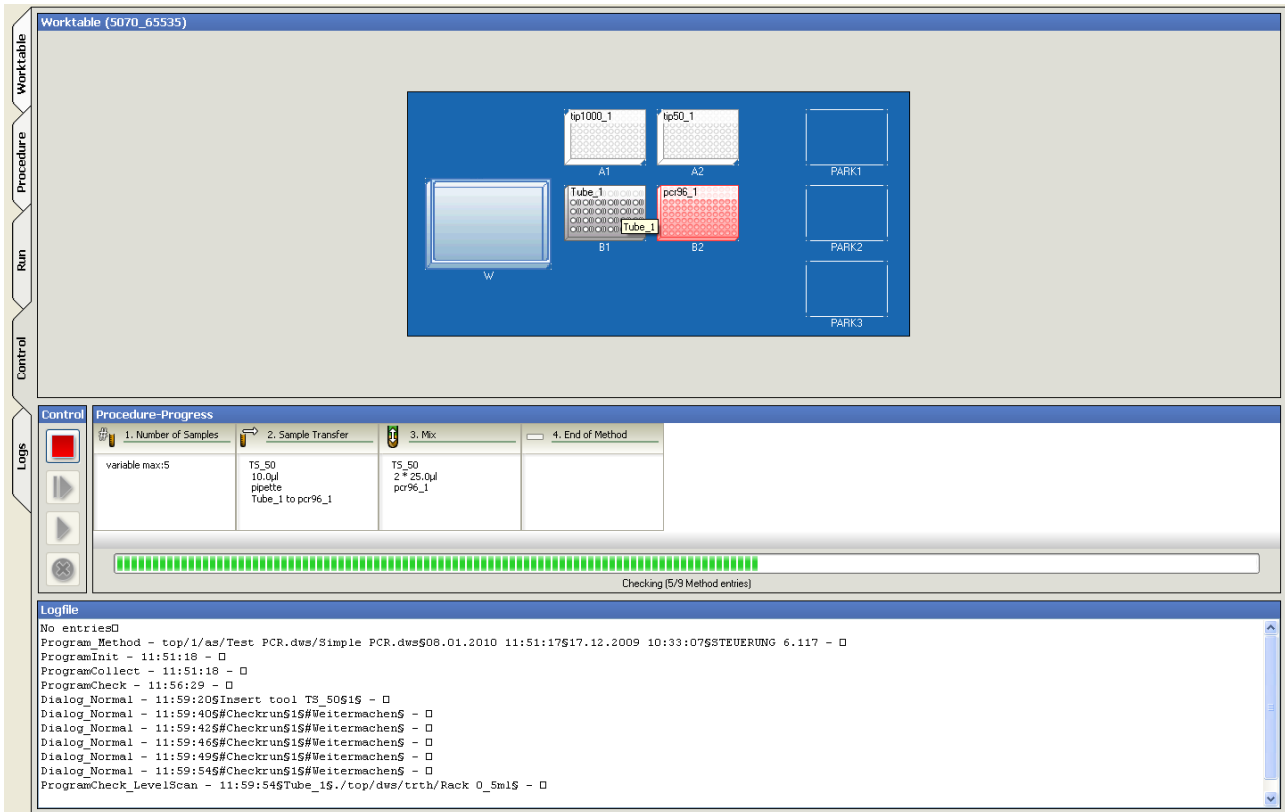 Worktable (5070_65535)
Worktable
Procedure
Run
Control
Logs
tip1000_1
tip50_1
A1
A2
PARK1
Tube_1
pcr96_1
Tube_1
B1
B2
PARK2
W
PARK3
Control
Procedure-Progress
1. Number of Samples
2. Sample Transfer
3. Mix
4. End of Method
variable max:5
TS_50
10.0µl
pipette
Tube_1 to pcr96_1
TS_50
2 * 25.0µl
pcr96_1
Checking (5/9 Method entries)
Logfile
No entries□
Program_Method - top/1/as/Test PCR.dws/Simple PCR.dws§08.01.2010 11:51:17§17.12.2009 10:33:07§STEUERUNG 6.117 - □
ProgramInit - 11:51:18 - □
ProgramCollect - 11:51:18 - □
ProgramCheck - 11:56:29 - □
Dialog_Normal - 11:59:20§Insert tool TS_50§1§ - □
Dialog_Normal - 11:59:40§#Checkrun§1§#Weitermachen§ - □
Dialog_Normal - 11:59:42§#Checkrun§1§#Weitermachen§ - □
Dialog_Normal - 11:59:46§#Checkrun§1§#Weitermachen§ - □
Dialog_Normal - 11:59:49§#Checkrun§1§#Weitermachen§ - □
Dialog_Normal - 11:59:54§#Checkrun§1§#Weitermachen§ - □
ProgramCheck_LevelScan - 11:59:54§Tube_1§./top/dws/trth/Rack 0_5ml§ - □